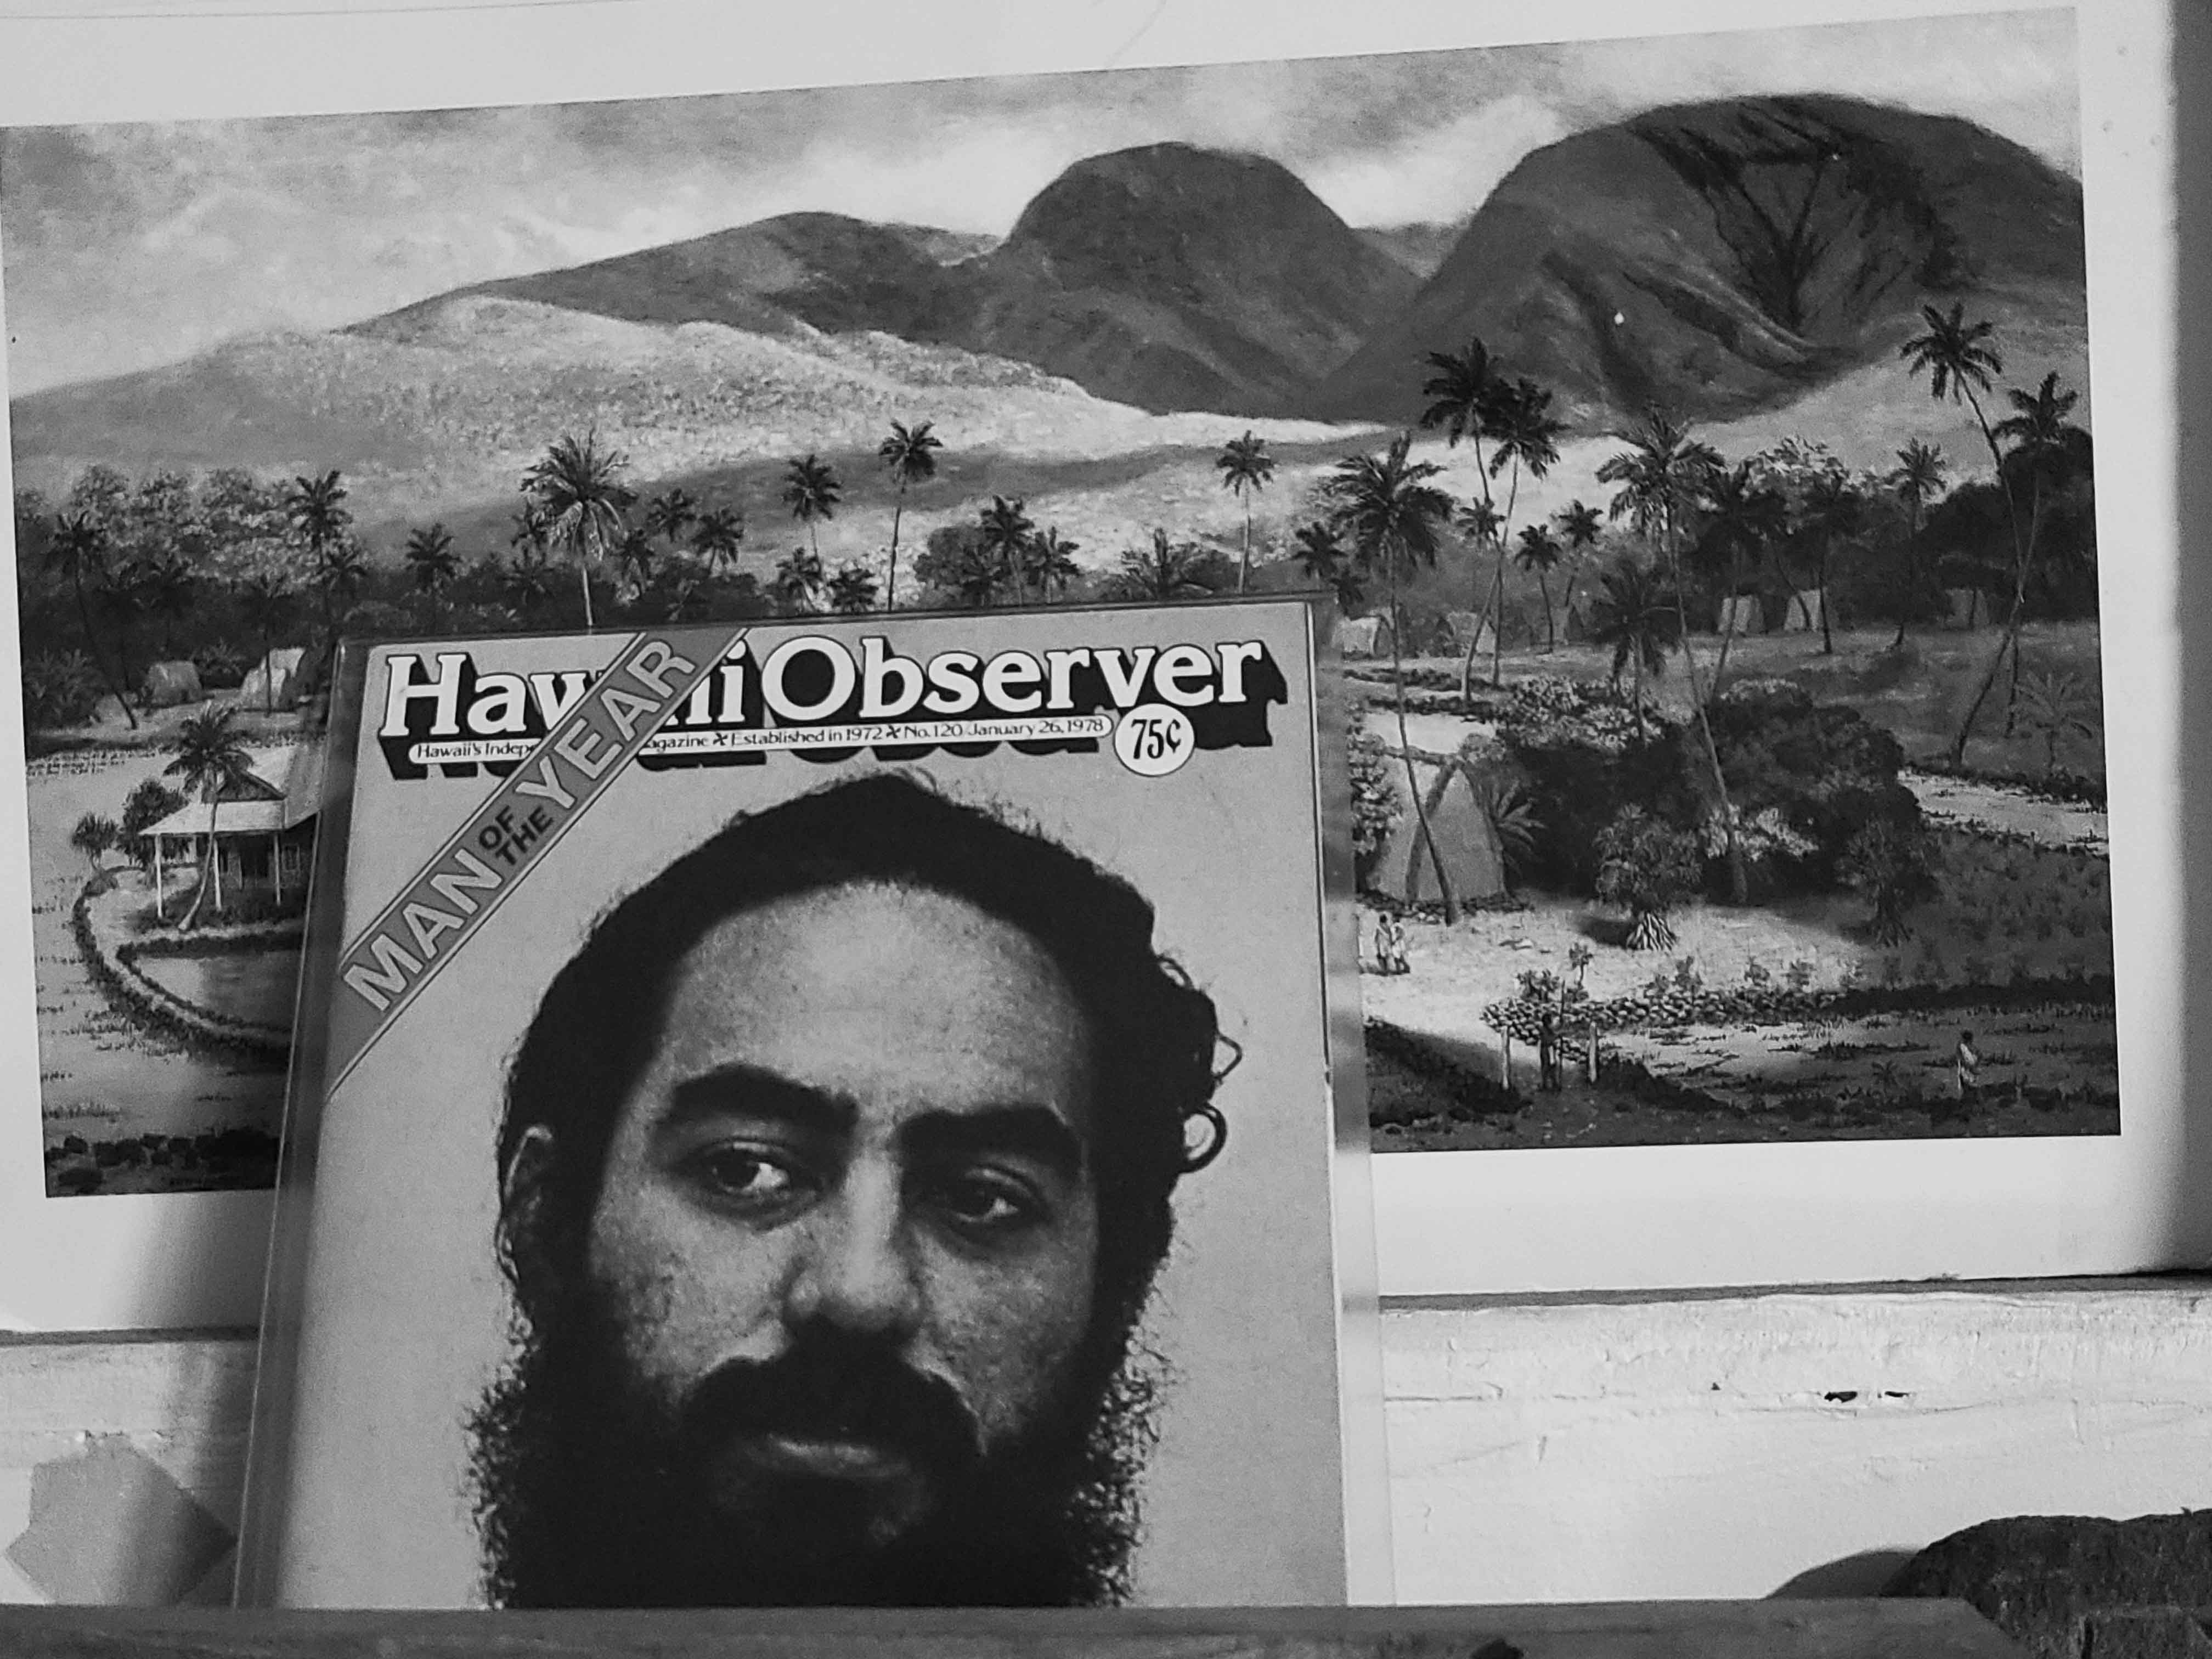 Hawaii Observer
Hawaii's Indep agazine Established in 1972 No. 120 January 26, 1978
75¢
MAN OF THE YEAR